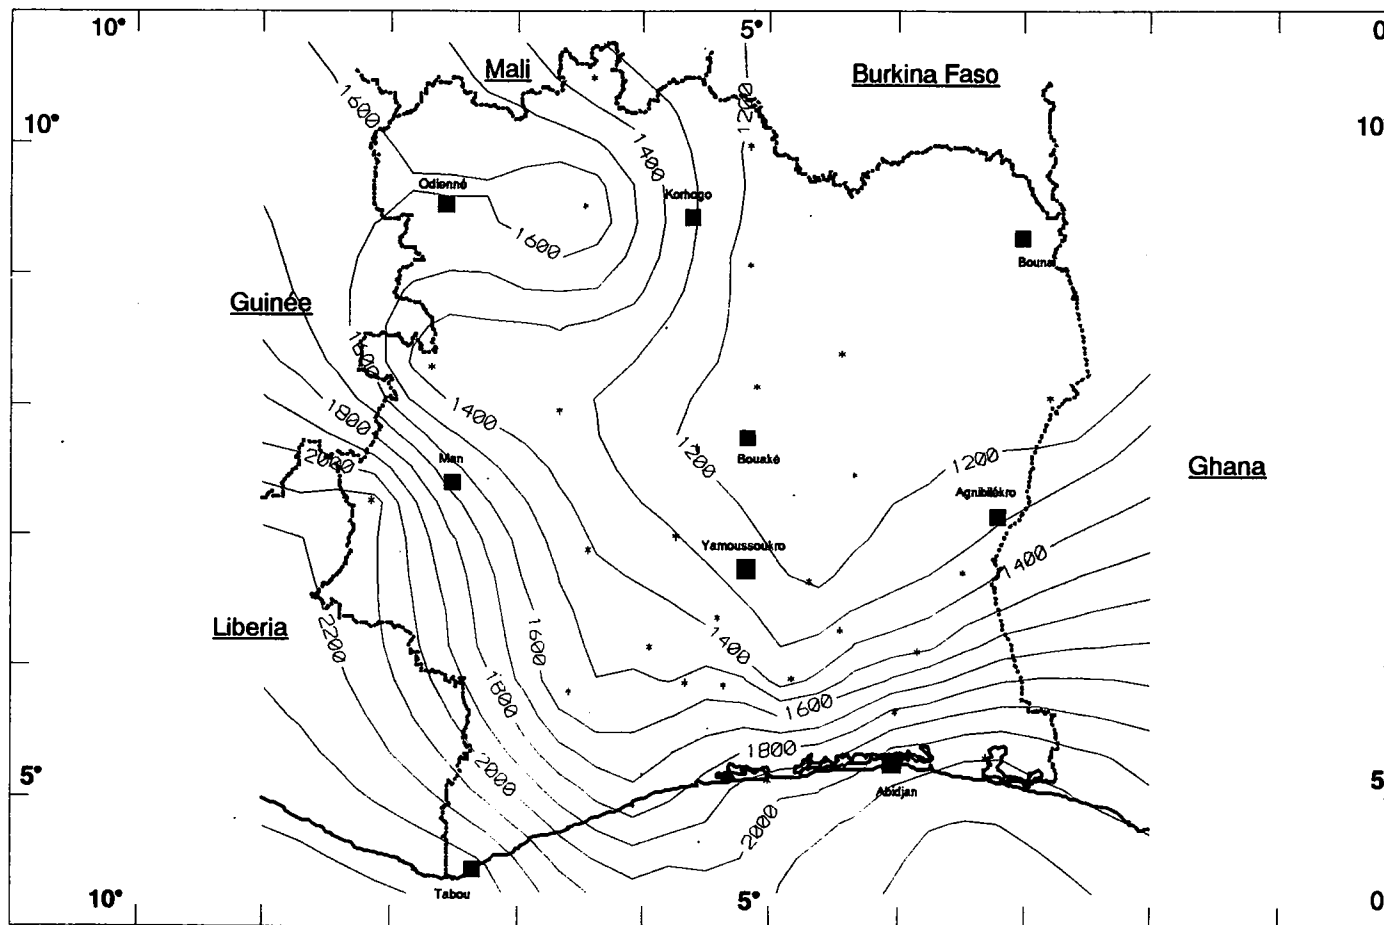 10° 5° 0
Mali
Burkina Faso
1600
1200
10° 10
1400
Odienné
Korhogo
1600
Bouna
Guinée
1600
1400
1800
1200
Bouaké
1200
Man
2000
Ghana
Agnibilékro
Yamoussoukro
1400
Liberia
2200
1600
1400
1800
1600
1800
2000
5° 5
Abidjan
2000
Tabou
10° 5° 0